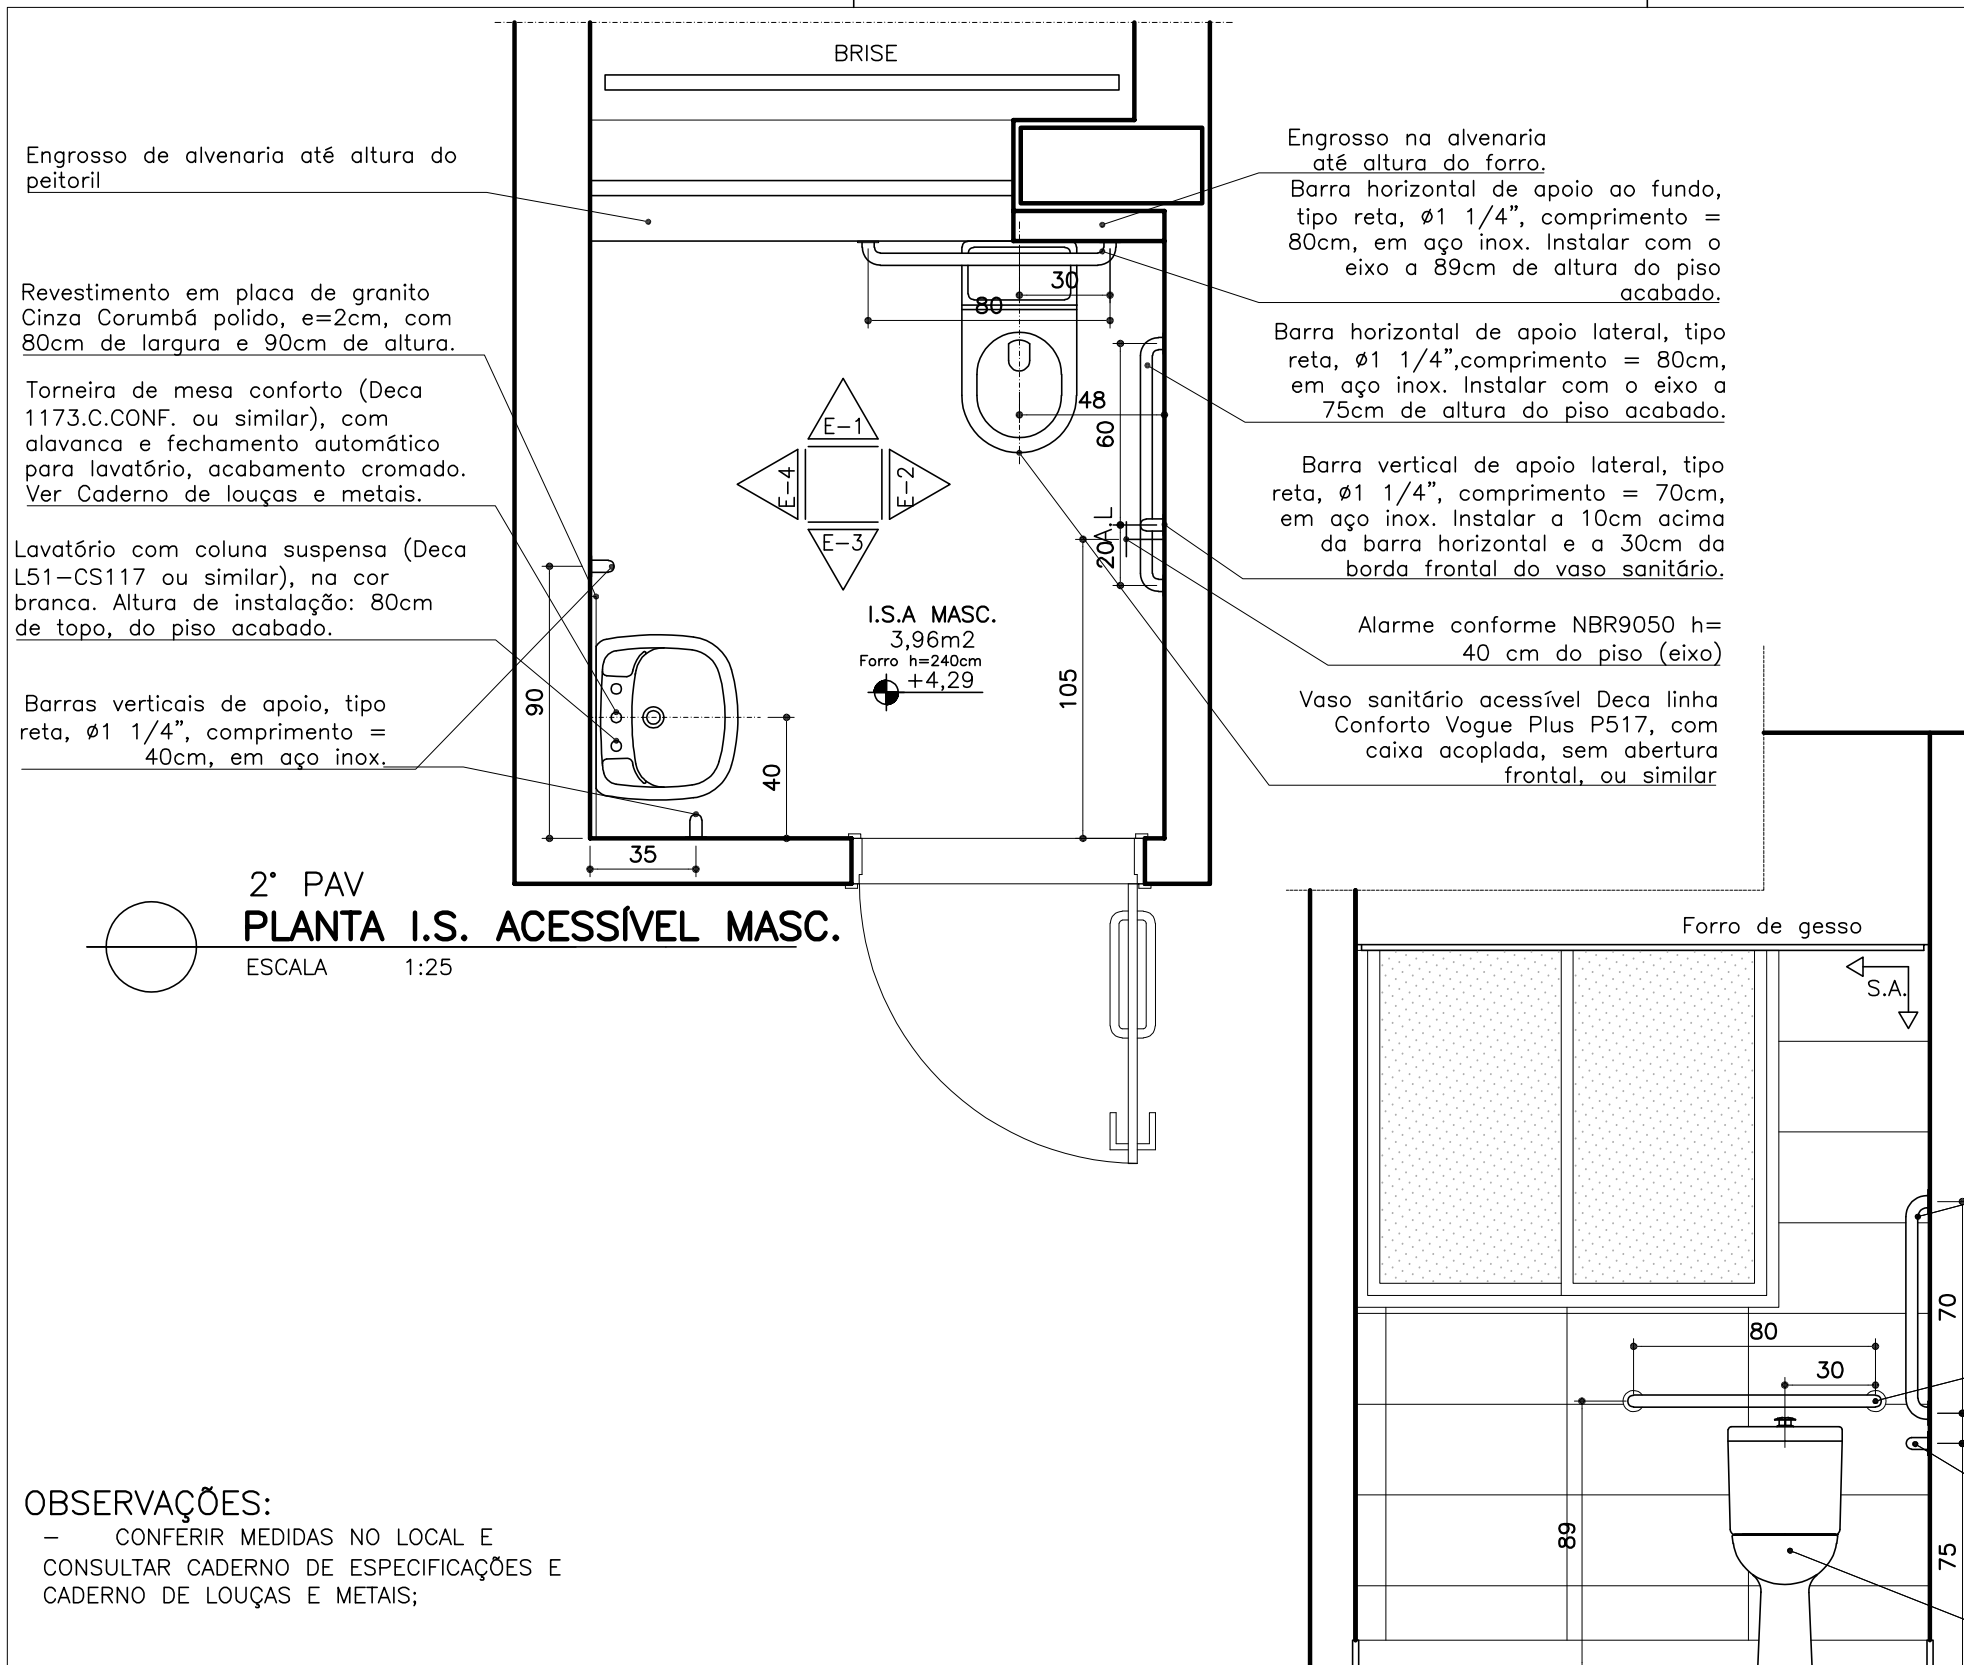 BRISE
Engrosso de alvenaria até altura do
peitoril
Revestimento em placa de granito
Cinza Corumbá polido, e=2cm, com
80cm de largura e 90cm de altura.
Torneira de mesa conforto (Deca
1173.C.CONF. ou similar), com
alavanca e fechamento automático
para lavatório, acabamento cromado.
Ver Caderno de louças e metais.
Lavatório com coluna suspensa (Deca
L51-CS117 ou similar), na cor
branca. Altura de instalação: 80cm
de topo, do piso acabado.
Barras verticais de apoio, tipo
reta, ø1 1/4", comprimento =
40cm, em aço inox.
Engrosso na alvenaria
até altura do forro.
Barra horizontal de apoio ao fundo,
tipo reta, ø1 1/4", comprimento =
80cm, em aço inox. Instalar com o
eixo a 89cm de altura do piso
acabado.
Barra horizontal de apoio lateral, tipo
reta, ø1 1/4",comprimento = 80cm,
em aço inox. Instalar com o eixo a
75cm de altura do piso acabado.
Barra vertical de apoio lateral, tipo
reta, ø1 1/4", comprimento = 70cm,
em aço inox. Instalar a 10cm acima
da barra horizontal e a 30cm da
borda frontal do vaso sanitário.
Alarme conforme NBR9050 h=
40 cm do piso (eixo)
Vaso sanitário acessível Deca linha
Conforto Vogue Plus P517, com
caixa acoplada, sem abertura
frontal, ou similar
30
80
48
60
E-1
E-4
E-2
E-3
A.L
20
I.S.A MASC.
3,96m2
Forro h=240cm
+4,29
90
105
40
35
2° PAV
PLANTA I.S. ACESSÍVEL MASC.
ESCALA 1:25
Forro de gesso
S.A.
70
80
30
89
75
OBSERVAÇÕES:
- CONFERIR MEDIDAS NO LOCAL E
CONSULTAR CADERNO DE ESPECIFICAÇÕES E
CADERNO DE LOUÇAS E METAIS;